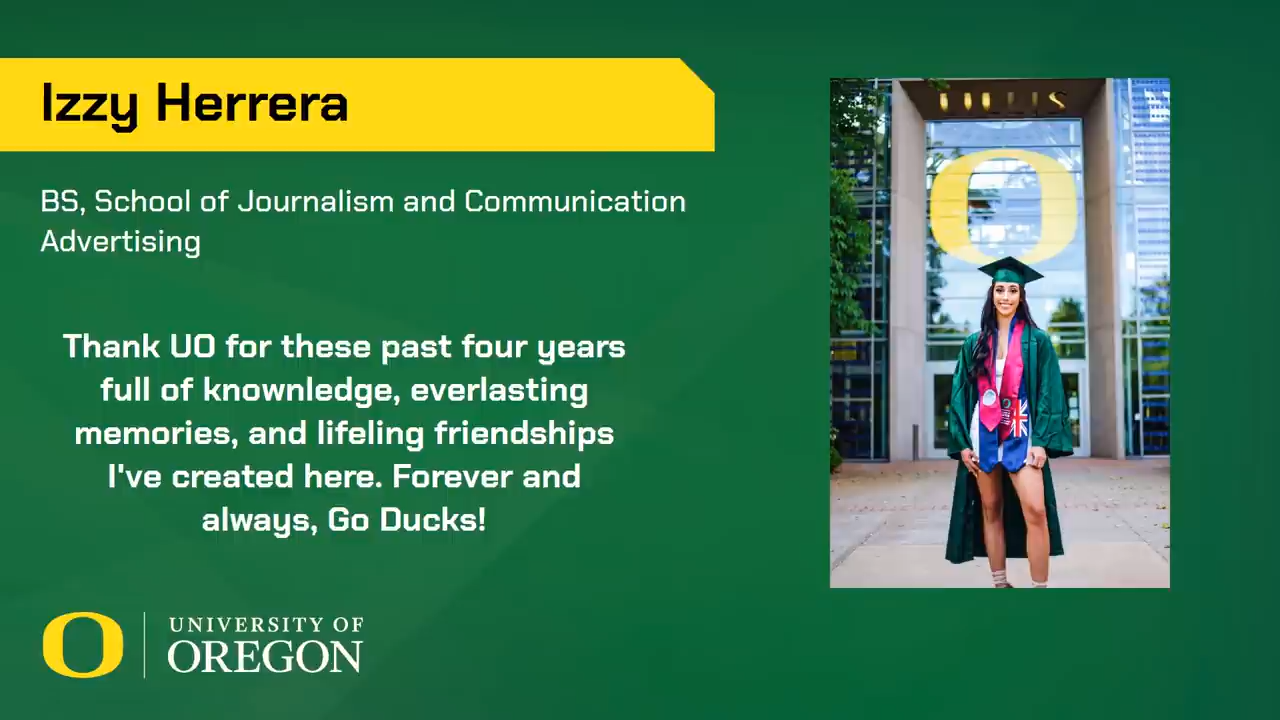 Izzy Herrera
BS, School of Journalism and Communication
Advertising
Thank UO for these past four years
full of knownledge, everlasting
memories, and lifeling friendships
I've created here. Forever and
always, Go Ducks!
LILLIS
O
O
UNIVERSITY OF
OREGON